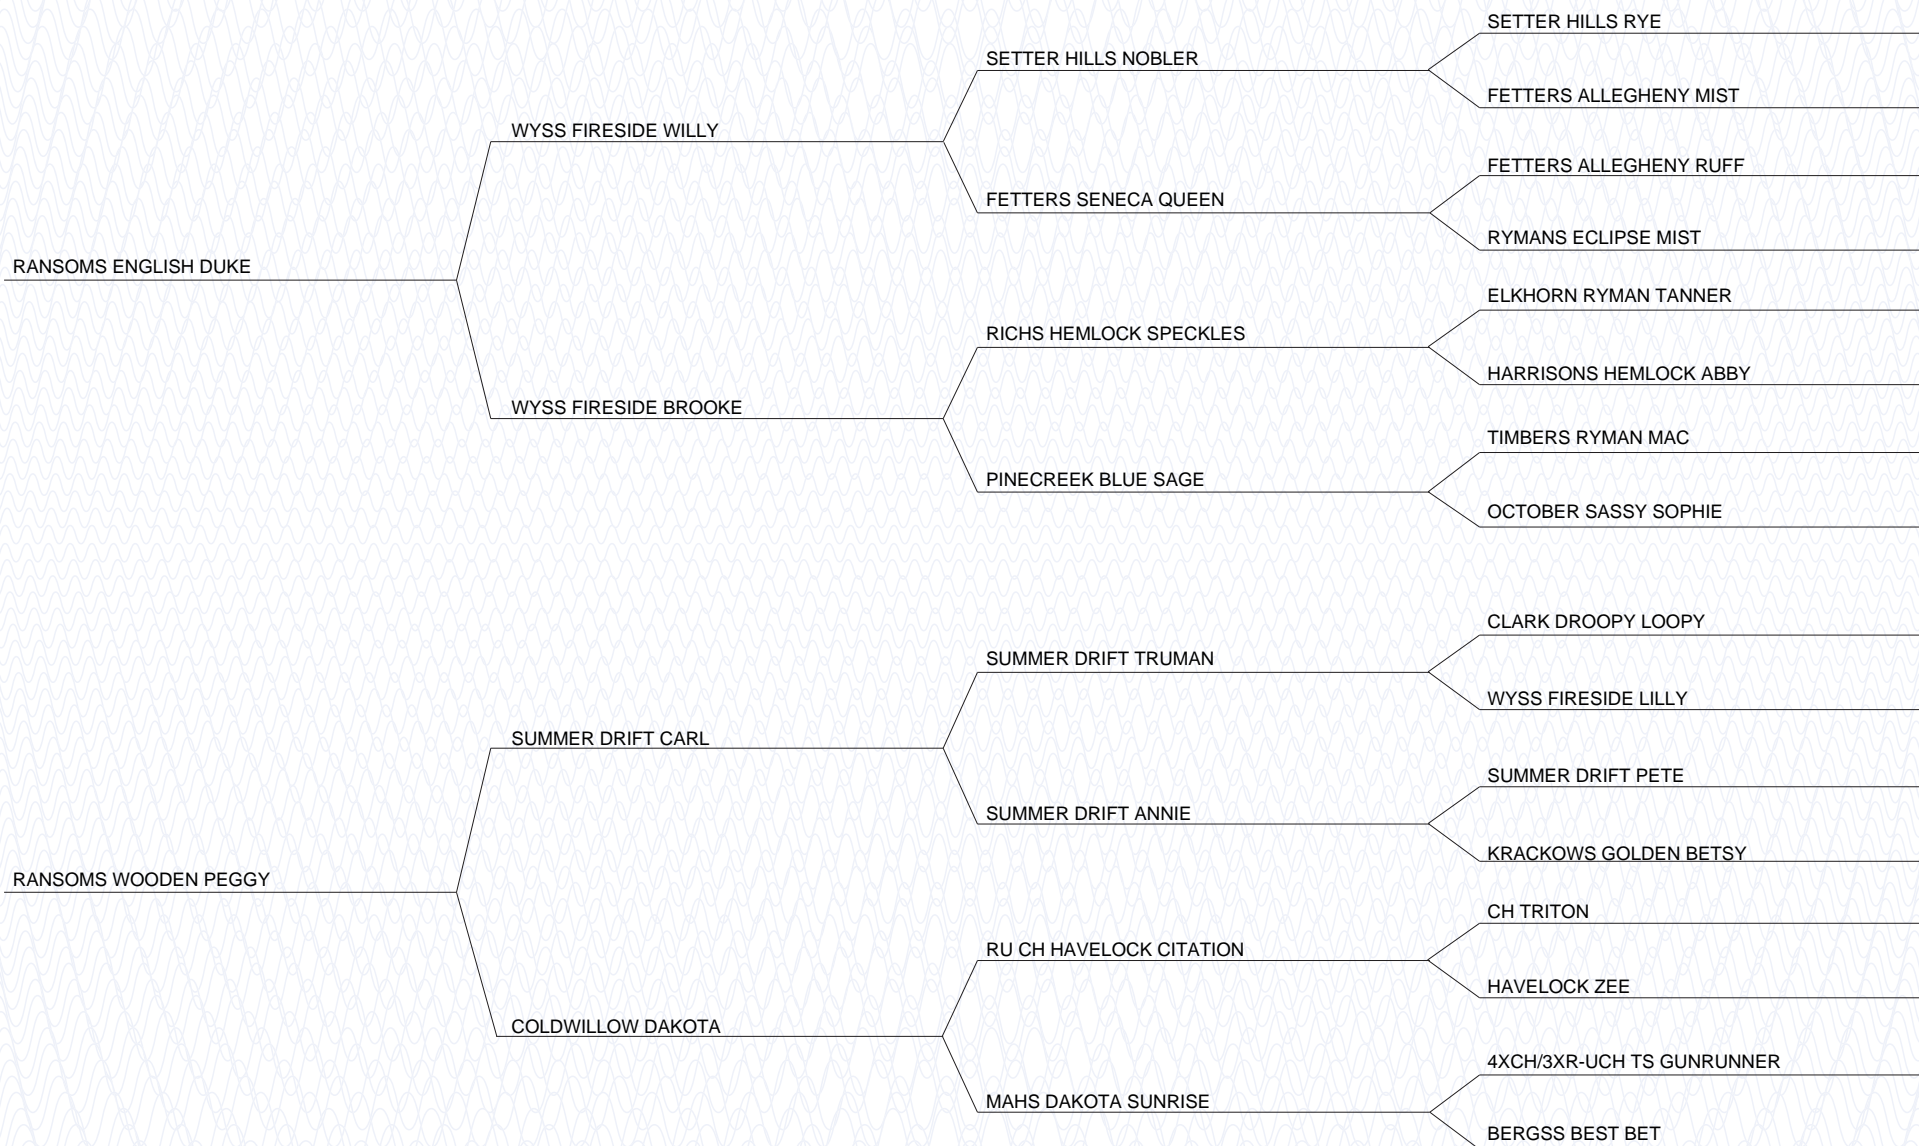 SETTER HILLS RYE
SETTER HILLS NOBLER
FETTERS ALLEGHENY MIST
WYSS FIRESIDE WILLY
FETTERS ALLEGHENY RUFF
FETTERS SENECA QUEEN
RYMANS ECLIPSE MIST
RANSOMS ENGLISH DUKE
ELKHORN RYMAN TANNER
RICHS HEMLOCK SPECKLES
HARRISONS HEMLOCK ABBY
WYSS FIRESIDE BROOKE
TIMBERS RYMAN MAC
PINECREEK BLUE SAGE
OCTOBER SASSY SOPHIE
CLARK DROOPY LOOPY
SUMMER DRIFT TRUMAN
WYSS FIRESIDE LILLY
SUMMER DRIFT CARL
SUMMER DRIFT PETE
SUMMER DRIFT ANNIE
KRACKOWS GOLDEN BETSY
RANSOMS WOODEN PEGGY
CH TRITON
RU CH HAVELOCK CITATION
HAVELOCK ZEE
COLDWILLOW DAKOTA
4XCH/3XR-UCH TS GUNRUNNER
MAHS DAKOTA SUNRISE
BERGSS BEST BET